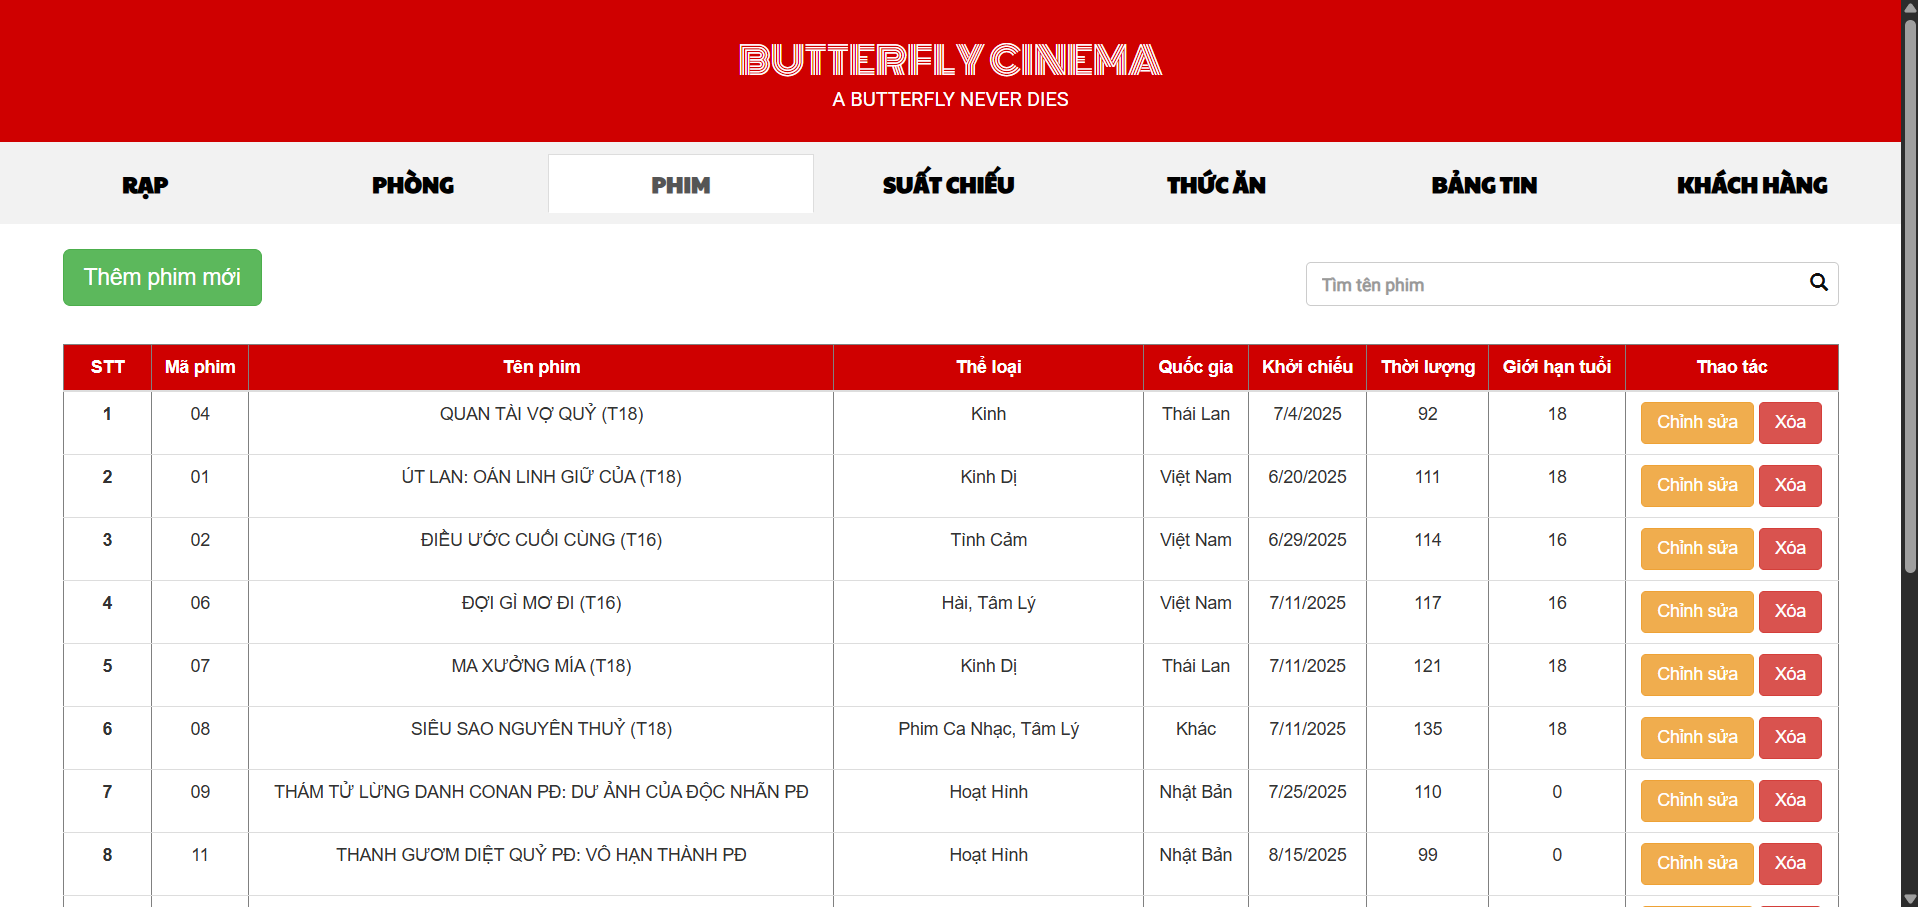 BUTTERFLY CINEMA
A BUTTERFLY NEVER DIES
RẠP PHÒNG PHIM SUẤT CHIẾU THỨC ĂN BẢNG TIN KHÁCH HÀNG
Thêm phim mới
Tìm tên phim
STT Mã phim Tên phim Thể loại Quốc gia Khởi chiếu Thời lượng Giới hạn tuổi Thao tác
1 04 QUAN TÀI VỢ QUỶ (T18) Kinh Thái Lan 7/4/2025 92 18 Chỉnh sửa Xóa
2 01 ÚT LAN: OÁN LINH GIỮ CỦA (T18) Kinh Dị Việt Nam 6/20/2025 111 18 Chỉnh sửa Xóa
3 02 ĐIỀU ƯỚC CUỐI CÙNG (T16) Tình Cảm Việt Nam 6/29/2025 114 16 Chỉnh sửa Xóa
4 06 ĐỢI GÌ MƠ ĐI (T16) Hài, Tâm Lý Việt Nam 7/11/2025 117 16 Chỉnh sửa Xóa
5 07 MA XƯỞNG MÍA (T18) Kinh Dị Thái Lan 7/11/2025 121 18 Chỉnh sửa Xóa
6 08 SIÊU SAO NGUYÊN THUỶ (T18) Phim Ca Nhạc, Tâm Lý Khác 7/11/2025 135 18 Chỉnh sửa Xóa
7 09 THÁM TỬ LỪNG DANH CONAN PĐ: DƯ ẢNH CỦA ĐỘC NHÃN PĐ Hoạt Hình Nhật Bản 7/25/2025 110 0 Chỉnh sửa Xóa
8 11 THANH GƯƠM DIỆT QUỶ PĐ: VÔ HẠN THÀNH PĐ Hoạt Hình Nhật Bản 8/15/2025 99 0 Chỉnh sửa Xóa